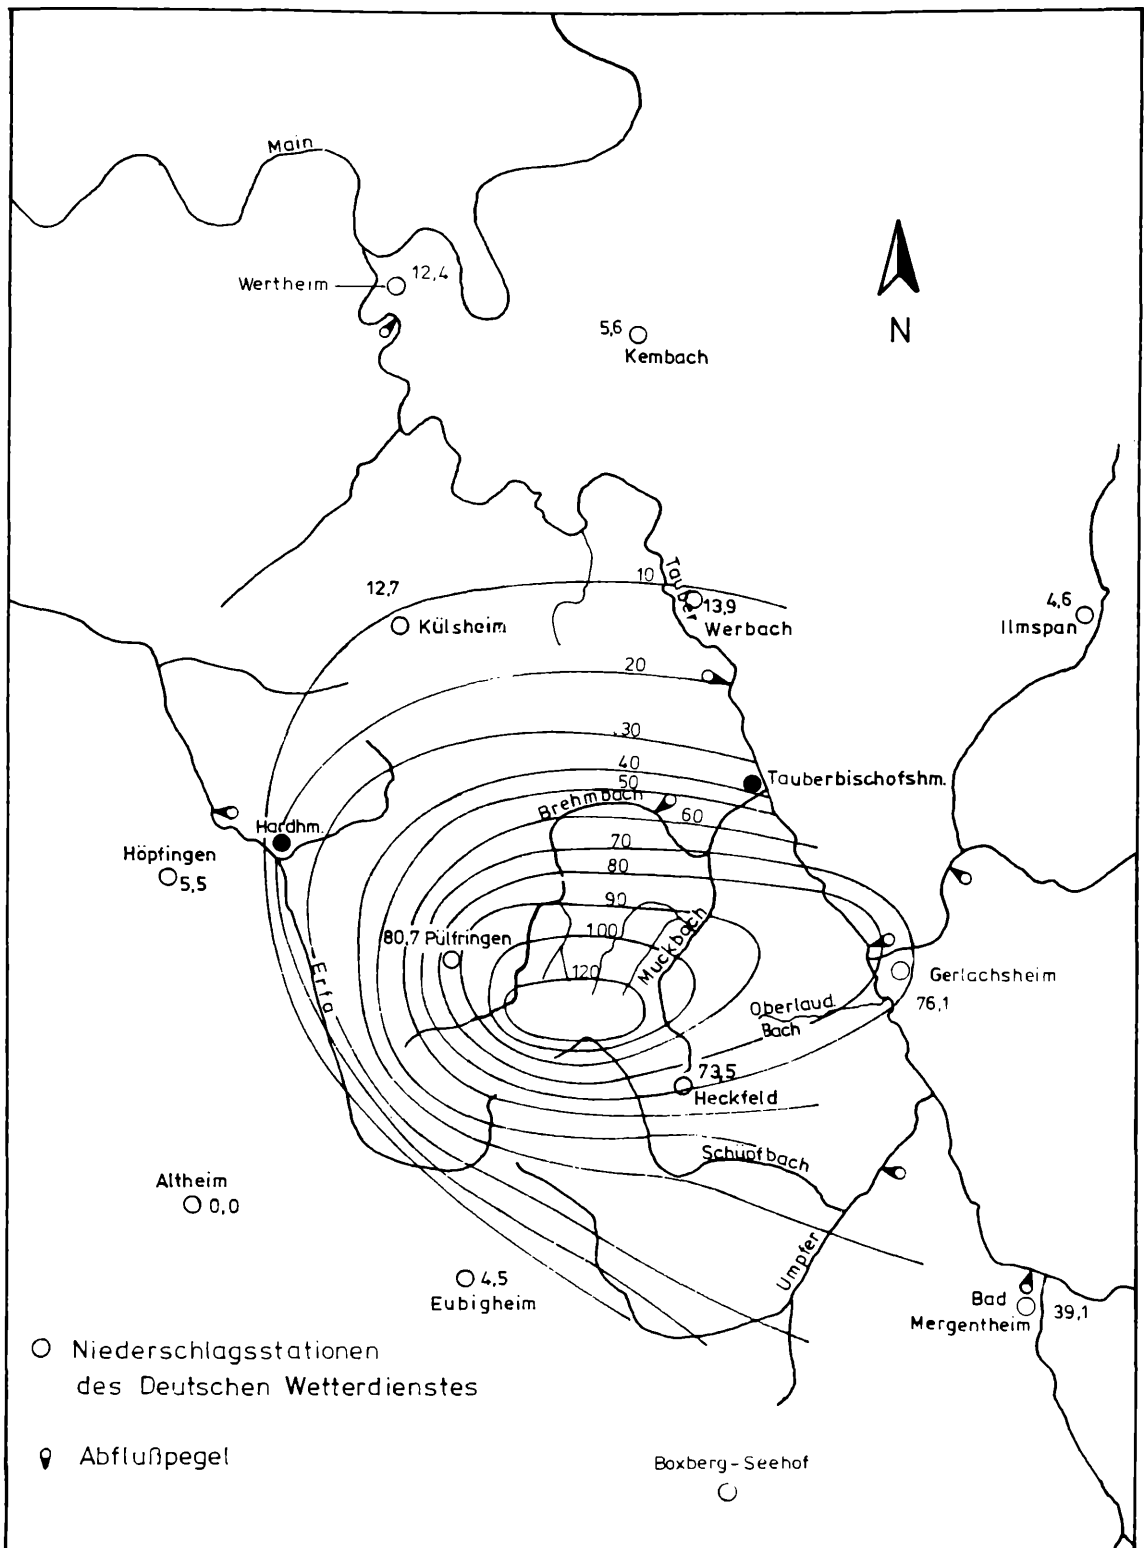 Main
Wertheim
12,4
5,6
Kembach
N
10
Tauber
12,7
Külsheim
13,9
Werbach
4,6
Ilmspan
20
30
40
50
Brehmbach
60
Tauberbischofshm.
Hardhm.
Höpfingen
5,5
70
80
90
100
120
80,7 Pülfringen
Muckbach
Erfa
Gerlachsheim
76,1
Oberlaud.
Bach
73,5
Heckfeld
Schüpfbach
Altheim
0,0
Umpfer
4,5
Eubigheim
Bad
Mergentheim
39,1
Niederschlagsstationen
des Deutschen Wetterdienstes
Abflußpegel
Boxberg-Seehof